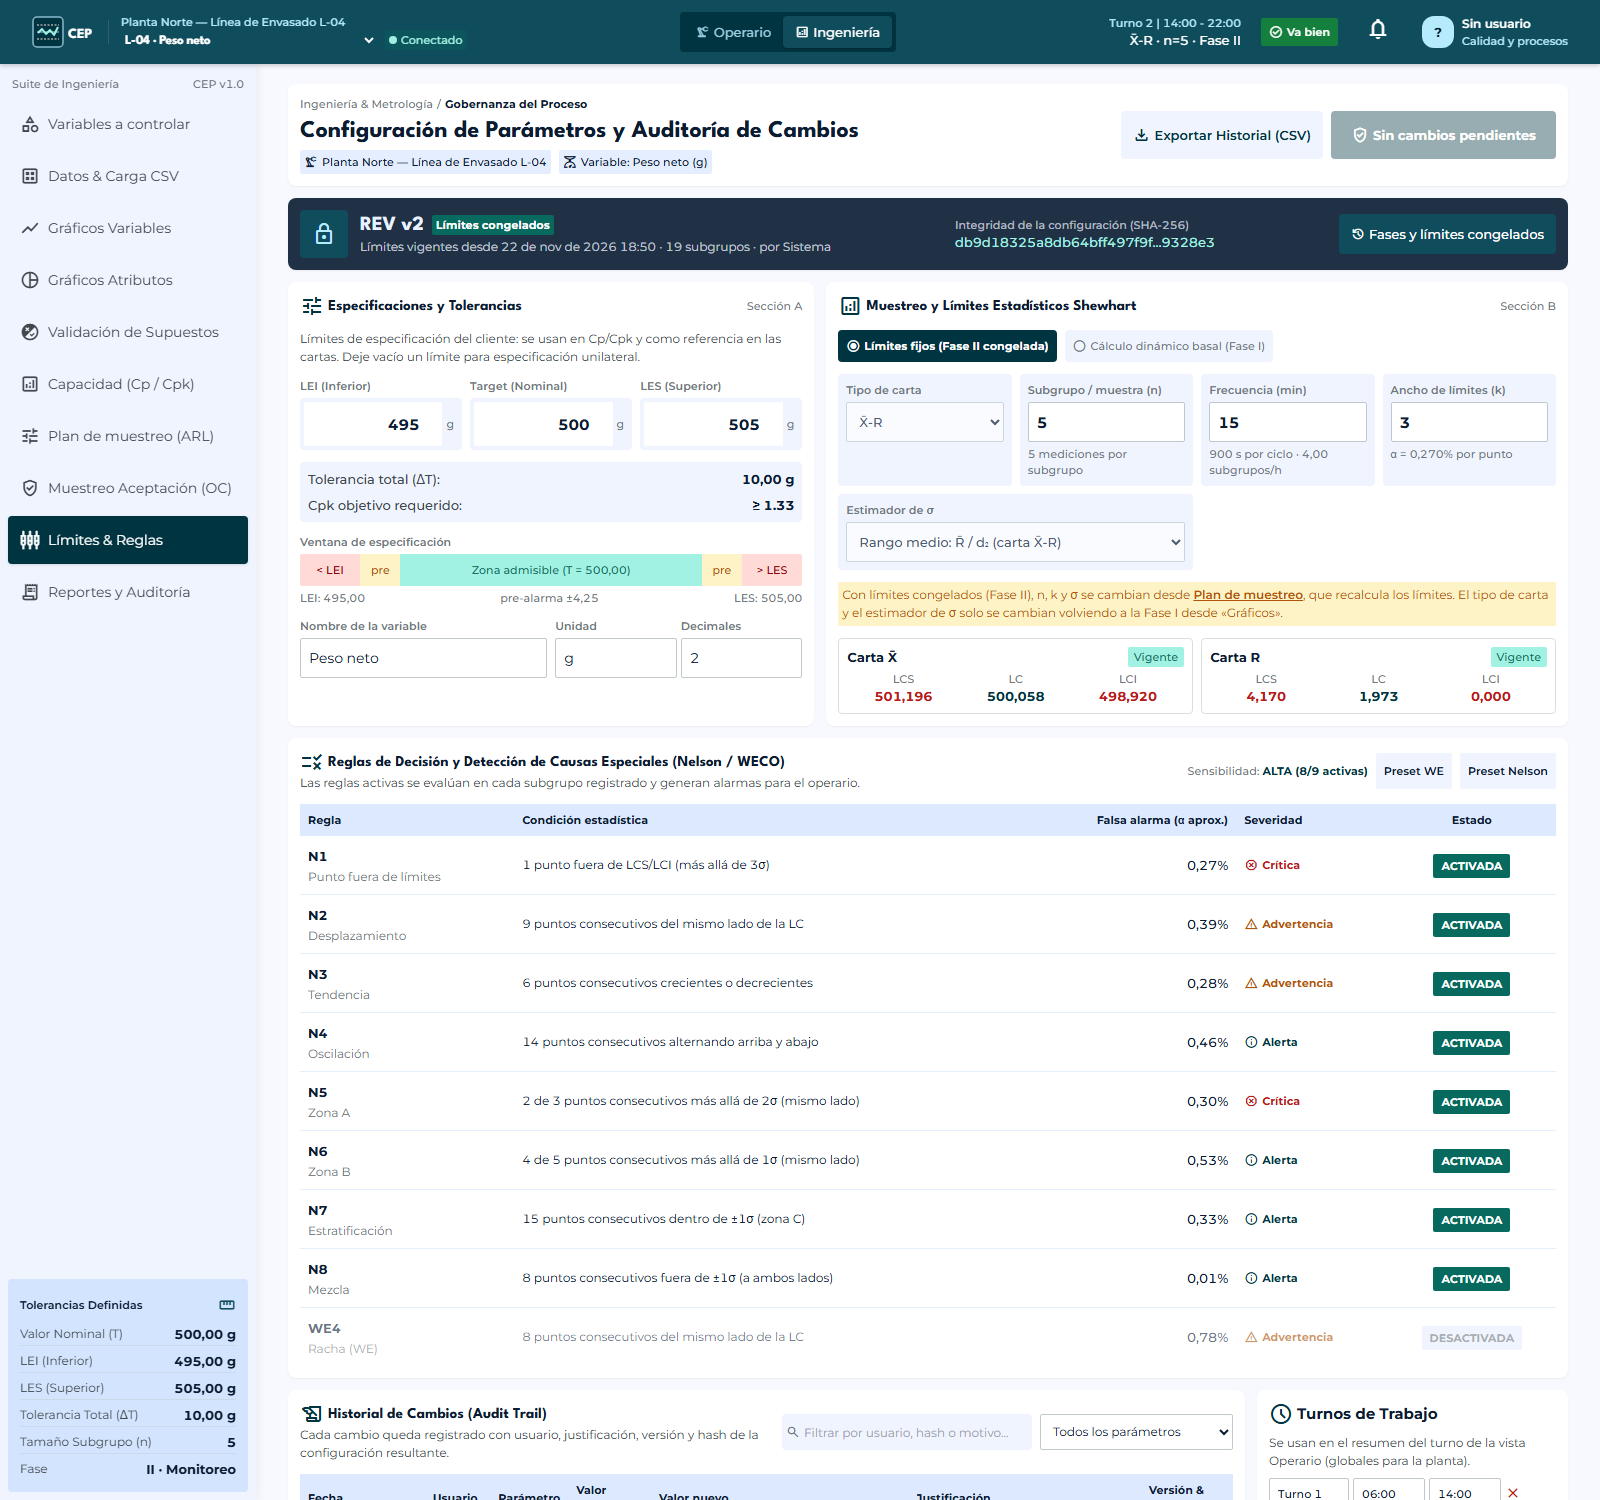 CEP
Planta Norte — Línea de Envasado L-04
L-04 · Peso neto
Conectado
Operario
Ingeniería
Turno 2 | 14:00 - 22:00
X̄-R · n=5 · Fase II
Va bien
?
Sin usuario
Calidad y procesos
Suite de Ingeniería
CEP v1.0
Variables a controlar
Datos & Carga CSV
Gráficos Variables
Gráficos Atributos
Validación de Supuestos
Capacidad (Cp / Cpk)
Plan de muestreo (ARL)
Muestreo Aceptación (OC)
Límites & Reglas
Reportes y Auditoría
Tolerancias Definidas
Valor Nominal (T) 500,00 g
LEI (Inferior) 495,00 g
LES (Superior) 505,00 g
Tolerancia Total (ΔT) 10,00 g
Tamaño Subgrupo (n) 5
Fase II · Monitoreo
Ingeniería & Metrología / Gobernanza del Proceso
Configuración de Parámetros y Auditoría de Cambios
Planta Norte — Línea de Envasado L-04
Variable: Peso neto (g)
Exportar Historial (CSV)
Sin cambios pendientes
REV v2 Límites congelados
Límites vigentes desde 22 de nov de 2026 18:50 · 19 subgrupos · por Sistema
Integridad de la configuración (SHA-256)
db9d18325a8db64bff497f9f…9328e3
Fases y límites congelados
Especificaciones y Tolerancias
Sección A
Límites de especificación del cliente: se usan en Cp/Cpk y como referencia en las
cartas. Deje vacío un límite para especificación unilateral.
LEI (Inferior) Target (Nominal) LES (Superior)
495 g 500 g 505 g
Tolerancia total (ΔT): 10,00 g
Cpk objetivo requerido: ≥ 1.33
Ventana de especificación
< LEI pre Zona admisible (T = 500,00) pre > LES
LEI: 495,00 pre-alarma ±4,25 LES: 505,00
Nombre de la variable Unidad Decimales
Peso neto g 2
Muestreo y Límites Estadísticos Shewhart
Sección B
Límites fijos (Fase II congelada)
Cálculo dinámico basal (Fase I)
Tipo de carta
X̄-R
Subgrupo / muestra (n)
5
5 mediciones por
subgrupo
Frecuencia (min)
15
900 s por ciclo · 4,00
subgrupos/h
Ancho de límites (k)
3
α = 0,270% por punto
Estimador de σ
Rango medio: R̄ / d₂ (carta X̄-R)
Con límites congelados (Fase II), n, k y σ se cambian desde Plan de muestreo, que recalcula los límites. El tipo de carta
y el estimador de σ solo se cambian volviendo a la Fase I desde «Gráficos».
Carta X̄ Vigente
LCS LC LCI
501,196 500,058 498,920
Carta R Vigente
LCS LC LCI
4,170 1,973 0,000
Reglas de Decisión y Detección de Causas Especiales (Nelson / WECO)
Las reglas activas se evalúan en cada subgrupo registrado y generan alarmas para el operario.
Sensibilidad: ALTA (8/9 activas)
Preset WE
Preset Nelson
Regla Condición estadística Falsa alarma (α aprox.) Severidad Estado
N1
Punto fuera de límites
1 punto fuera de LCS/LCI (más allá de 3σ) 0,27% Crítica ACTIVADA
N2
Desplazamiento
9 puntos consecutivos del mismo lado de la LC 0,39% Advertencia ACTIVADA
N3
Tendencia
6 puntos consecutivos crecientes o decrecientes 0,28% Advertencia ACTIVADA
N4
Oscilación
14 puntos consecutivos alternando arriba y abajo 0,46% Alerta ACTIVADA
N5
Zona A
2 de 3 puntos consecutivos más allá de 2σ (mismo lado) 0,30% Crítica ACTIVADA
N6
Zona B
4 de 5 puntos consecutivos más allá de 1σ (mismo lado) 0,53% Alerta ACTIVADA
N7
Estratificación
15 puntos consecutivos dentro de ±1σ (zona C) 0,33% Alerta ACTIVADA
N8
Mezcla
8 puntos consecutivos fuera de ±1σ (a ambos lados) 0,01% Alerta ACTIVADA
WE4
Racha (WE)
8 puntos consecutivos del mismo lado de la LC 0,78% Advertencia DESACTIVADA
Historial de Cambios (Audit Trail)
Cada cambio queda registrado con usuario, justificación, versión y hash de la
configuración resultante.
Filtrar por usuario, hash o motivo...
Todos los parámetros
Fecha Usuario Parámetro Valor Valor nuevo Justificación Versión &
Turnos de Trabajo
Se usan en el resumen del turno de la vista
Operario (globales para la planta).
Turno 1 06:00 14:00